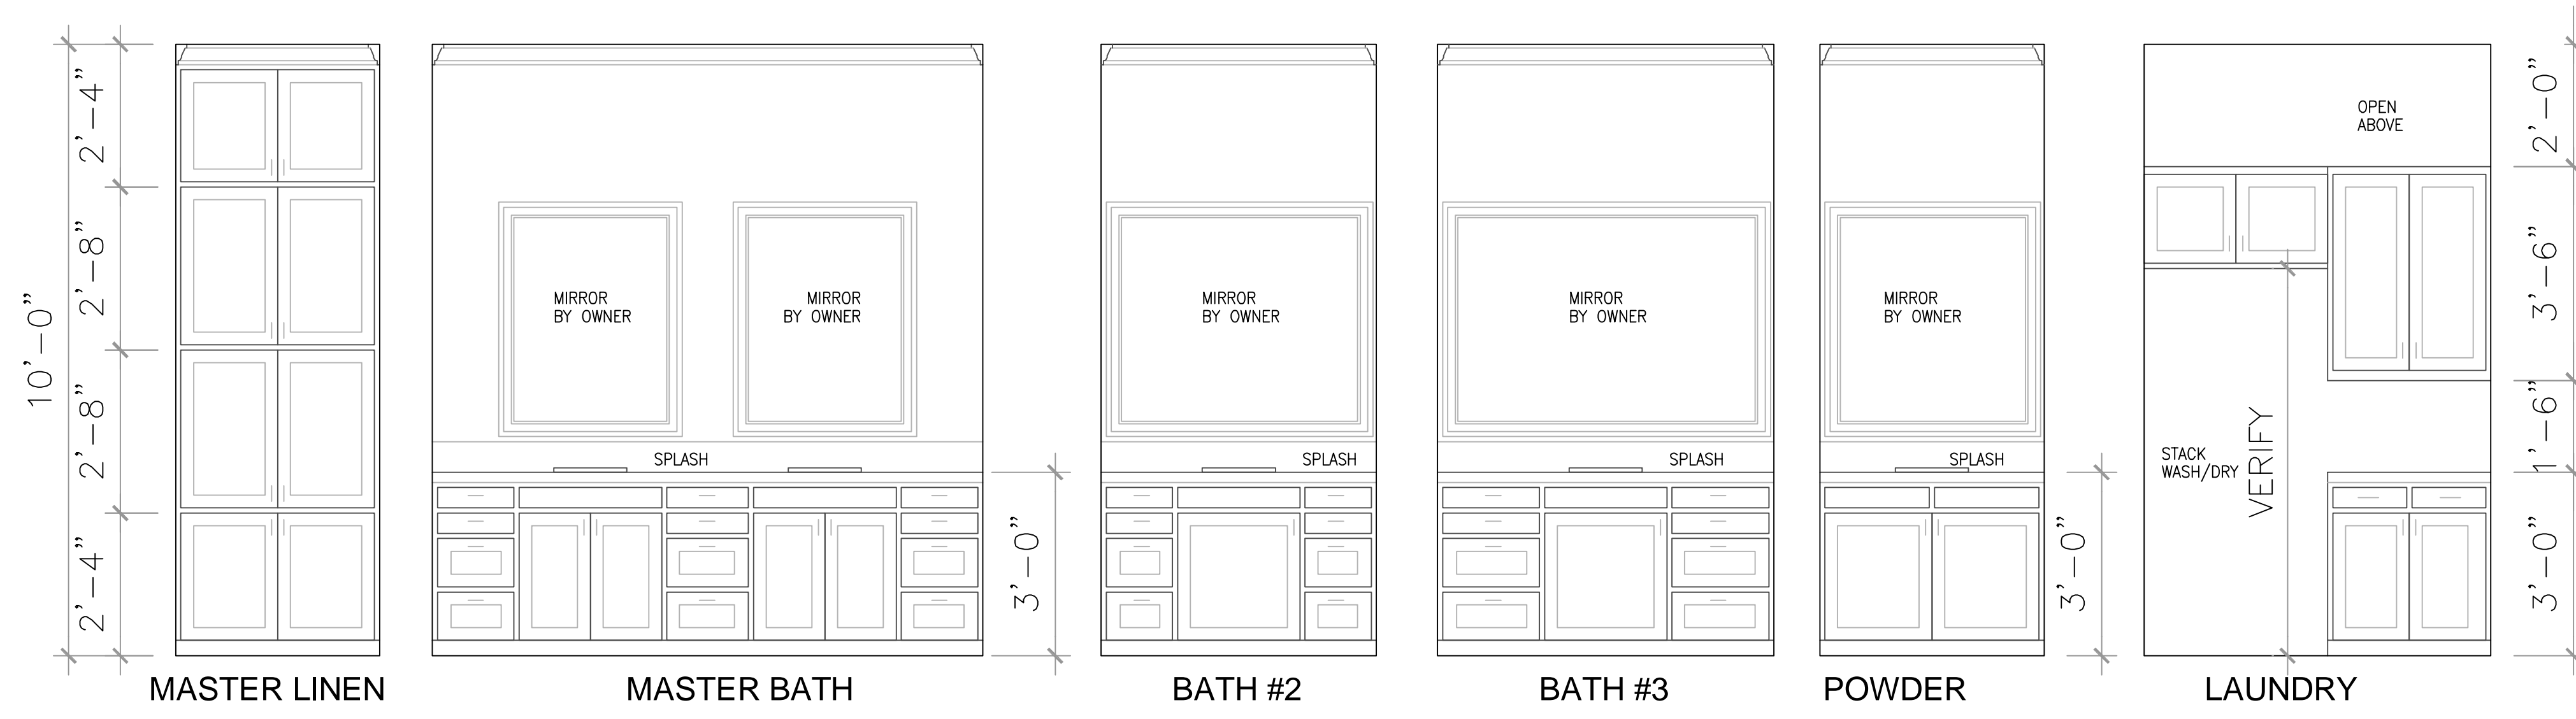 10'-0"
2'-4"
2'-8"
2'-8"
2'-4"
MASTER LINEN
MIRROR
BY OWNER
MIRROR
BY OWNER
SPLASH
3'-0"
MASTER BATH
MIRROR
BY OWNER
SPLASH
BATH #2
MIRROR
BY OWNER
SPLASH
BATH #3
MIRROR
BY OWNER
SPLASH
3'-0"
POWDER
OPEN
ABOVE
STACK
WASH/DRY
VERIFY
LAUNDRY
2'-0"
3'-6"
1'-6"
3'-0"